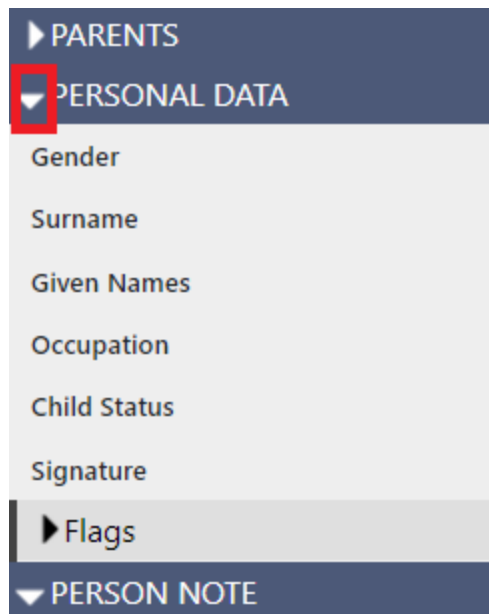 PARENTS
PERSONAL DATA
Gender
Surname
Given Names
Occupation
Child Status
Signature
Flags
PERSON NOTE